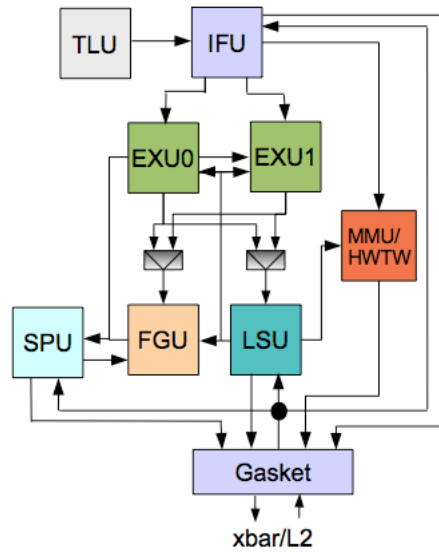 TLU
IFU
EXU0
EXU1
MMU/
HWTW
SPU
FGU
LSU
Gasket
xbar/L2